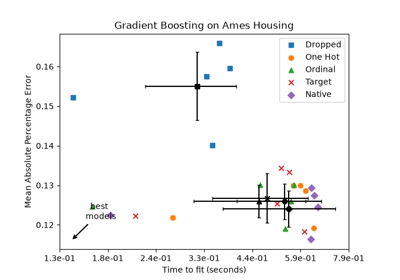 Gradient Boosting on Ames Housing
Mean Absolute Percentage Error
0.16
0.15
0.14
0.13
0.12
Dropped
One Hot
Ordinal
Target
Native
best
models
1.3e-01 1.8e-01 2.4e-01 3.3e-01 4.4e-01 5.9e-01 7.9e-01
Time to fit (seconds)